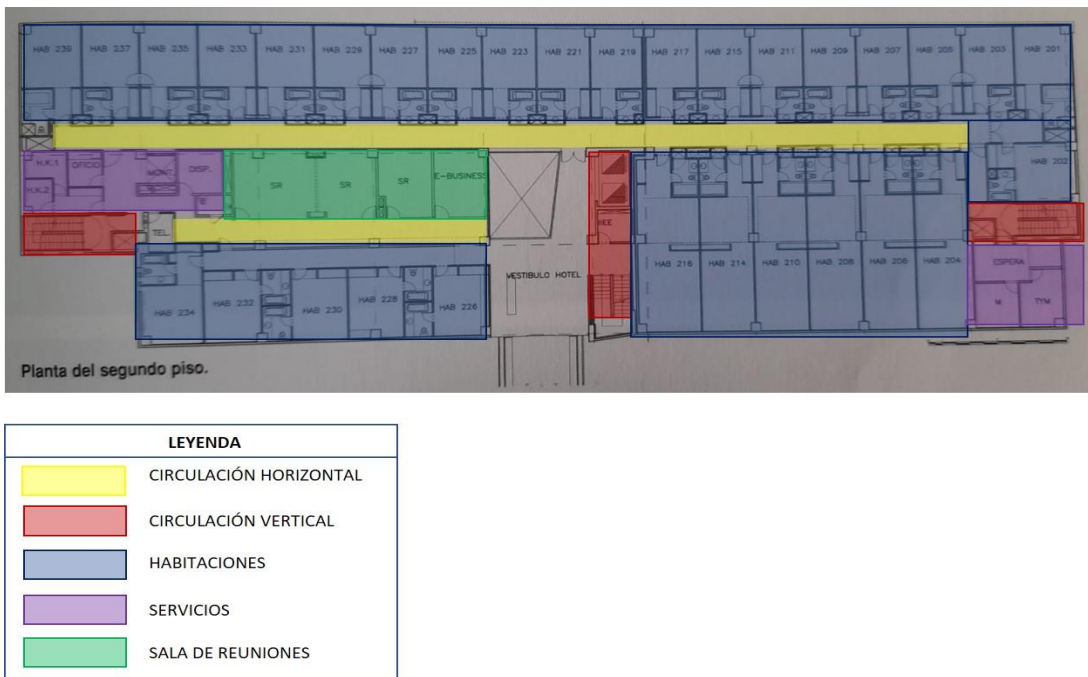 HAB 239 HAB 237 HAB 235 HAB 233 HAB 231 HAB 229 HAB 227 HAB 225 HAB 223 HAB 221 HAB 219 HAB 217 HAB 215 HAB 211 HAB 209 HAB 207 HAB 205 HAB 203 HAB 201
H.K.1 OFICIO MONT. DISP. SR SR SR E-BUSINESS HAB 202
H.K.2
TEL.
HAB 216 HAB 214 HAB 210 HAB 208 HAB 206 HAB 204 ESPERA
VESTIBULO HOTEL
HAB 234 HAB 232 HAB 230 HAB 228 HAB 226 M TYM
Planta del segundo piso.
LEYENDA
CIRCULACIÓN HORIZONTAL
CIRCULACIÓN VERTICAL
HABITACIONES
SERVICIOS
SALA DE REUNIONES